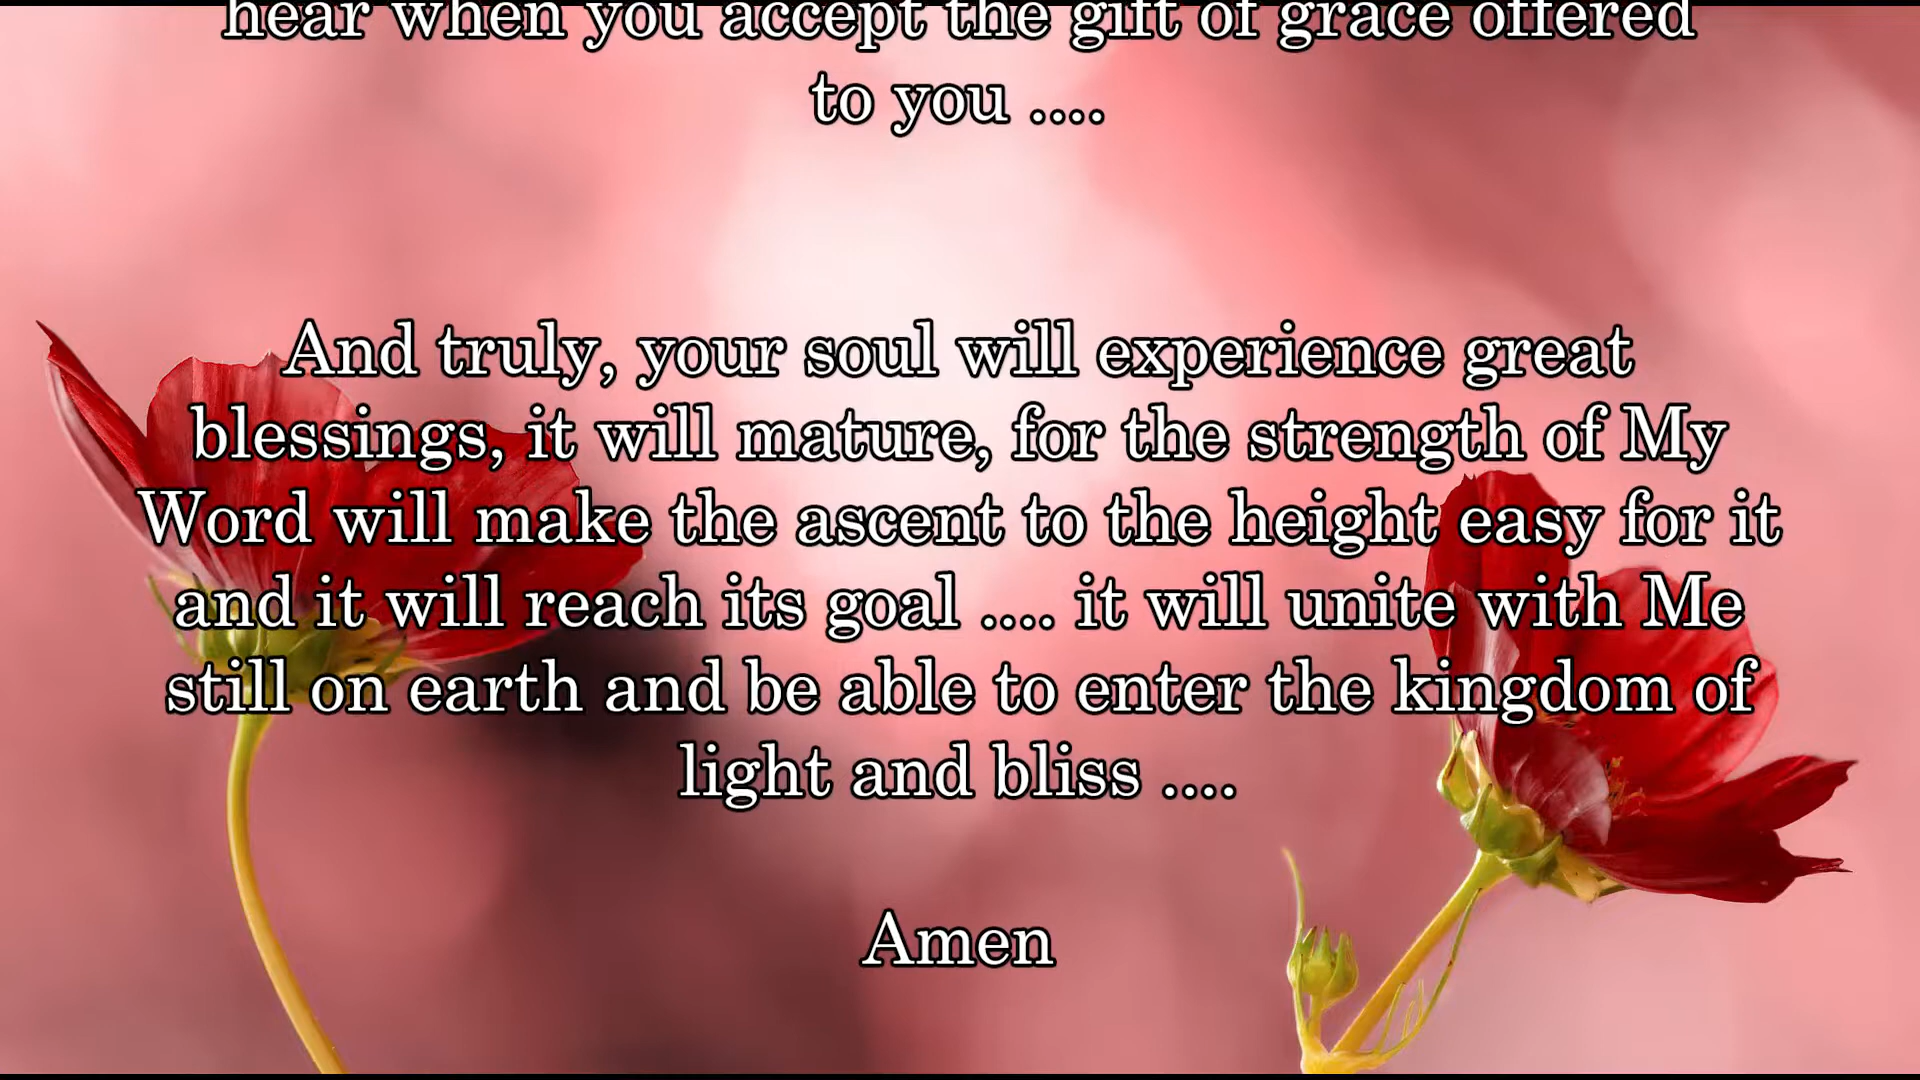 hear when you accept the gift of grace offered
to you ....
And truly, your soul will experience great
blessings, it will mature, for the strength of My
Word will make the ascent to the height easy for it
and it will reach its goal .... it will unite with Me
still on earth and be able to enter the kingdom of
light and bliss ....
Amen